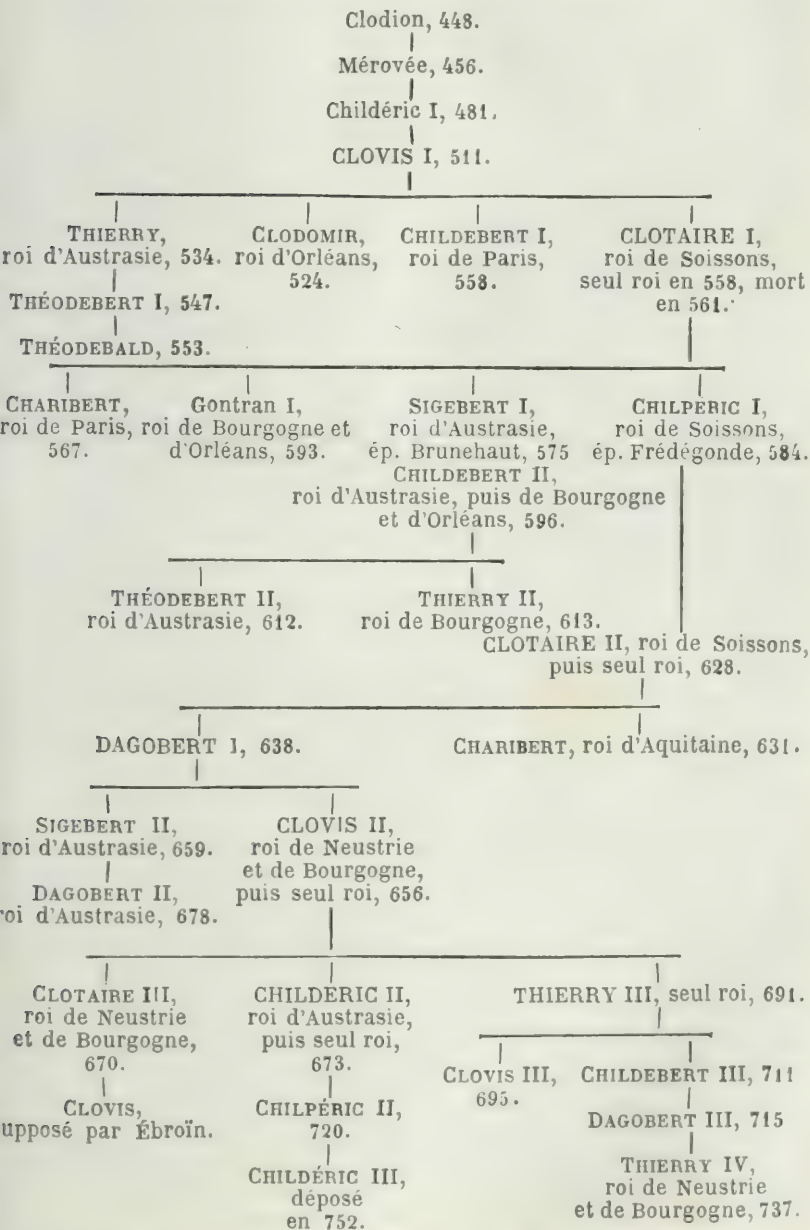 Clodion, 448.
Mérovée, 456.
Childéric I, 481.
CLOVIS I, 511.
THIERRY,
roi d'Austrasie, 534.
THÉODEBERT I, 547.
THÉODEBALD, 553.
CLODOMIR,
roi d'Orléans,
524.
CHILDEBERT I,
roi de Paris,
558.
CLOTAIRE I,
roi de Soissons,
seul roi en 558, mort
en 561.
CHARIBERT,
roi de Paris,
567.
Gontran I,
roi de Bourgogne et
d'Orléans, 593.
SIGEBERT I,
roi d'Austrasie,
ép. Brunehaut, 575
CHILDEBERT II,
roi d'Austrasie, puis de Bourgogne
et d'Orléans, 596.
CHILPÉRIC I,
roi de Soissons,
ép. Frédégonde, 584.
THÉODEBERT II,
roi d'Austrasie, 612.
THIERRY II,
roi de Bourgogne, 613.
CLOTAIRE II, roi de Soissons,
puis seul roi, 628.
DAGOBERT I, 638.
CHARIBERT, roi d'Aquitaine, 631.
SIGEBERT II,
roi d'Austrasie, 659.
DAGOBERT II,
roi d'Austrasie, 678.
CLOVIS II,
roi de Neustrie
et de Bourgogne,
puis seul roi, 656.
CLOTAIRE III,
roi de Neustrie
et de Bourgogne,
670.
CLOVIS,
upposé par Ébroïn.
CHILDERIC II,
roi d'Austrasie,
puis seul roi,
673.
CHILPÉRIC II,
720.
CHILDÉRIC III,
déposé
en 752.
THIERRY III, seul roi, 691.
CLOVIS III,
695.
CHILDEBERT III, 711
DAGOBERT III, 715
THIERRY IV,
roi de Neustrie
et de Bourgogne, 737.